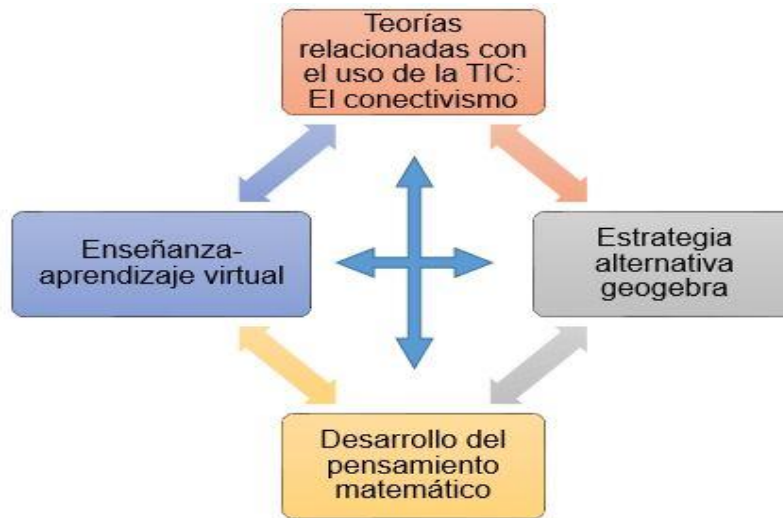 Teorías
relacionadas con
el uso de la TIC:
El conectivismo
Enseñanza-
aprendizaje virtual
Estrategia
alternativa
geogebra
Desarrollo del
pensamiento
matemático